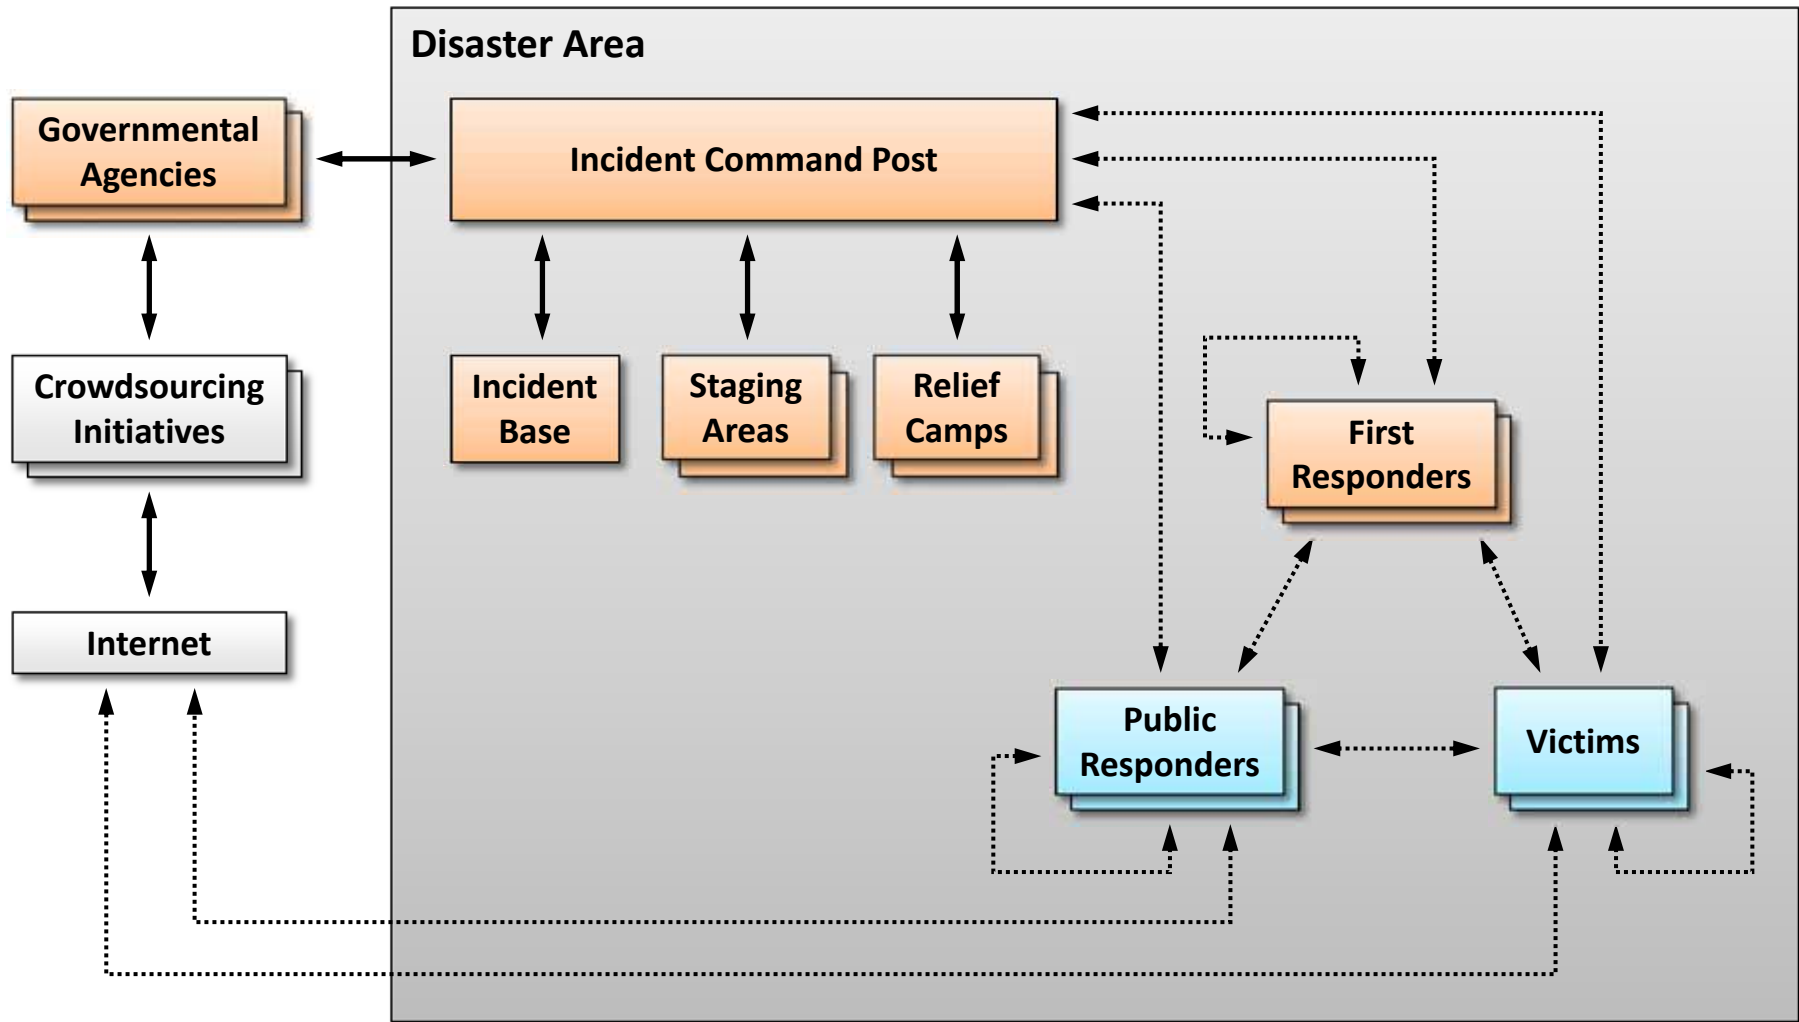 Disaster Area
Governmental
Agencies
Incident Command Post
Crowdsourcing
Initiatives
Incident
Base
Staging
Areas
Relief
Camps
First
Responders
Internet
Public
Responders
Victims